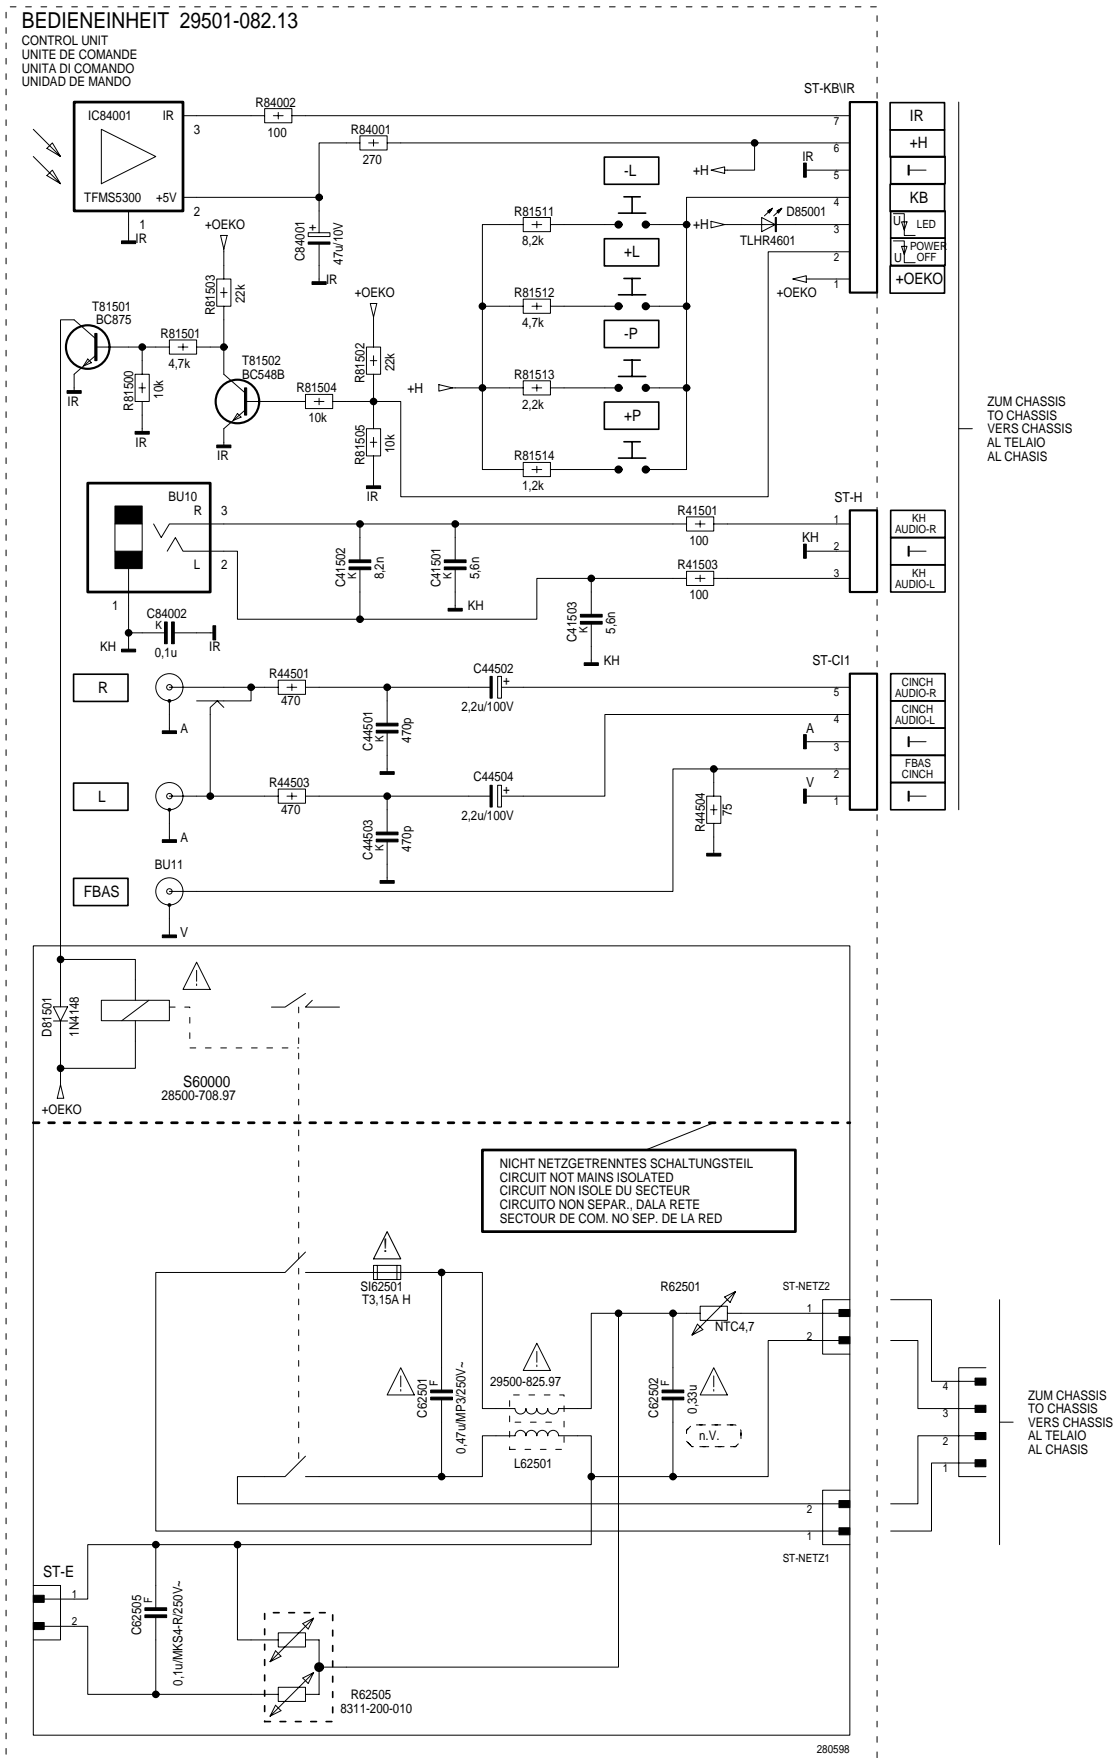 BEDIENEINHEIT 29501-082.13
CONTROL UNIT
UNITE DE COMANDE
UNITA DI COMANDO
UNIDAD DE MANDO
ST-KB\IR
IC84001
IR
3
TFMS5300
+5V
2
1
IR
R84002
100
R84001
270
C84001
+
47u/10V
IR
7
6
5
4
3
2
1
IR
+H
KB
U LED
U POWER OFF
+OEKO
IR
+H
-L
R81511
8,2k
+H
D85001
TLHR4601
+L
R81512
4,7k
-P
R81513
2,2k
+P
R81514
1,2k
+H
+OEKO
+OEKO
R81503
22k
T81501
BC875
R81501
4,7k
R81500
10k
IR
IR
T81502
BC548B
IR
R81504
10k
+OEKO
R81502
22k
R81505
10k
IR
ZUM CHASSIS
TO CHASSIS
VERS CHASSIS
AL TELAIO
AL CHASIS
BU10
R
3
L
2
1
KH
C84002
K
0,1u
IR
C41502
K
8,2n
C41501
K
5,6n
KH
R41501
100
R41503
100
C41503
K
5,6n
KH
ST-H
1
KH
2
3
KH
AUDIO-R
KH
AUDIO-L
R
A
R44501
470
C44501
K
470p
C44502
+
2,2u/100V
L
A
R44503
470
C44503
K
470p
C44504
+
2,2u/100V
ST-CI1
5
4
A
3
2
V
1
CINCH
AUDIO-R
CINCH
AUDIO-L
FBAS
CINCH
R44504
75
FBAS
BU11
V
D81501
1N4148
+OEKO
!
S60000
28500-708.97
NICHT NETZGETRENNTES SCHALTUNGSTEIL
CIRCUIT NOT MAINS ISOLATED
CIRCUIT NON ISOLE DU SECTEUR
CIRCUITO NON SEPAR., DALA RETE
SECTOUR DE COM. NO SEP. DE LA RED
!
SI62501
T3,15A H
!
C62501
F
0,47u/MP3/250V~
!
29500-825.97
L62501
C62502
F
0,33u
!
n.V.
R62501
NTC4,7
ST-NETZ2
1
2
4
3
2
1
ZUM CHASSIS
TO CHASSIS
VERS CHASSIS
AL TELAIO
AL CHASIS
2
1
ST-NETZ1
ST-E
1
2
C62505
F
0,1u/MKS4-R/250V~
R62505
8311-200-010
280598